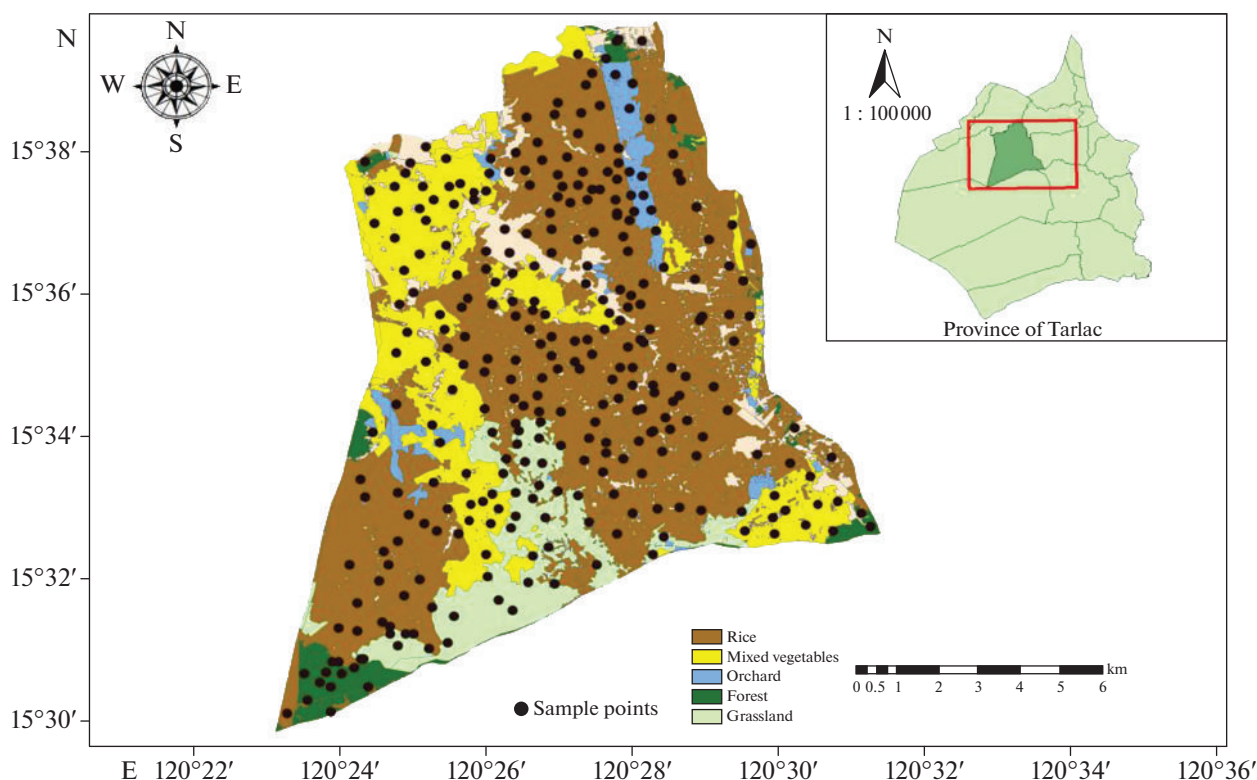 N
N
W E
S
1 : 100 000
Province of Tarlac
15°38′
15°36′
15°34′
15°32′
15°30′
Rice
Mixed vegetables
Orchard
Forest
Grassland
Sample points
km
0 0.5 1 2 3 4 5 6
E 120°22′ 120°24′ 120°26′ 120°28′ 120°30′ 120°32′ 120°34′ 120°36′